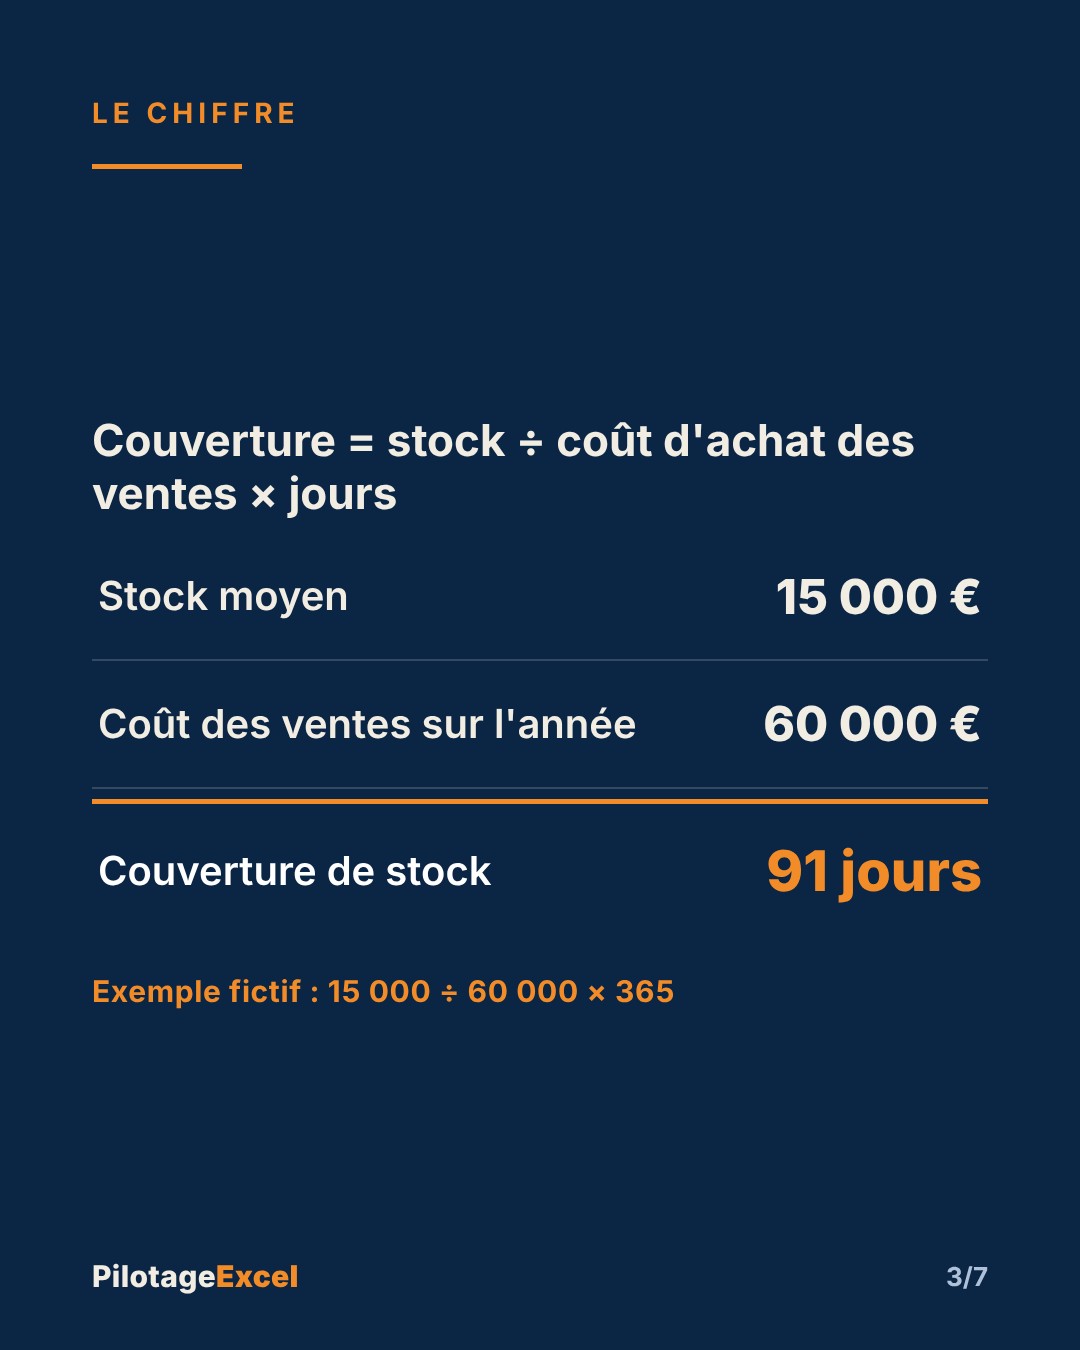 LE CHIFFRE
Couverture = stock ÷ coût d'achat des
ventes × jours
Stock moyen 15 000 €
Coût des ventes sur l'année 60 000 €
Couverture de stock 91 jours
Exemple fictif : 15 000 ÷ 60 000 × 365
PilotageExcel 3/7